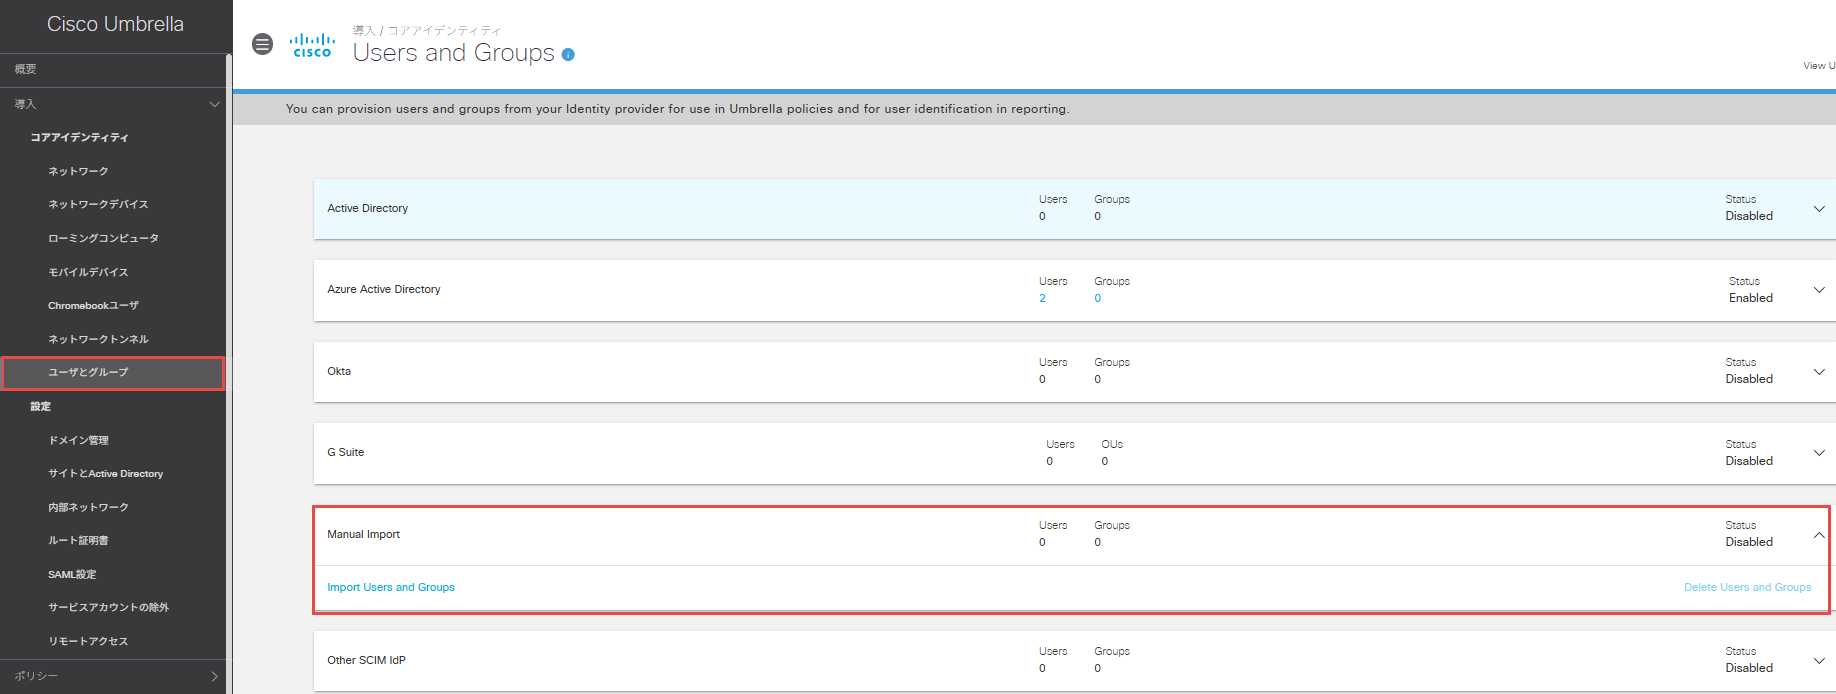 Cisco Umbrella
概要
導入
コアアイデンティティ
ネットワーク
ネットワークデバイス
ローミングコンピュータ
モバイルデバイス
Chromebookユーザ
ネットワークトンネル
ユーザとグループ
設定
ドメイン管理
サイトとActive Directory
内部ネットワーク
ルート証明書
SAML設定
サービスアカウントの除外
リモートアクセス
ポリシー
CISCO
導入 / コアアイデンティティ
Users and Groups
View U
You can provision users and groups from your Identity provider for use in Umbrella policies and for user identification in reporting.
Active Directory
Users Groups
0 0
Status
Disabled
Azure Active Directory
Users Groups
2 0
Status
Enabled
Okta
Users Groups
0 0
Status
Disabled
G Suite
Users OUs
0 0
Status
Disabled
Manual Import
Users Groups
0 0
Status
Disabled
Import Users and Groups
Delete Users and Groups
Other SCIM IdP
Users Groups
0 0
Status
Disabled